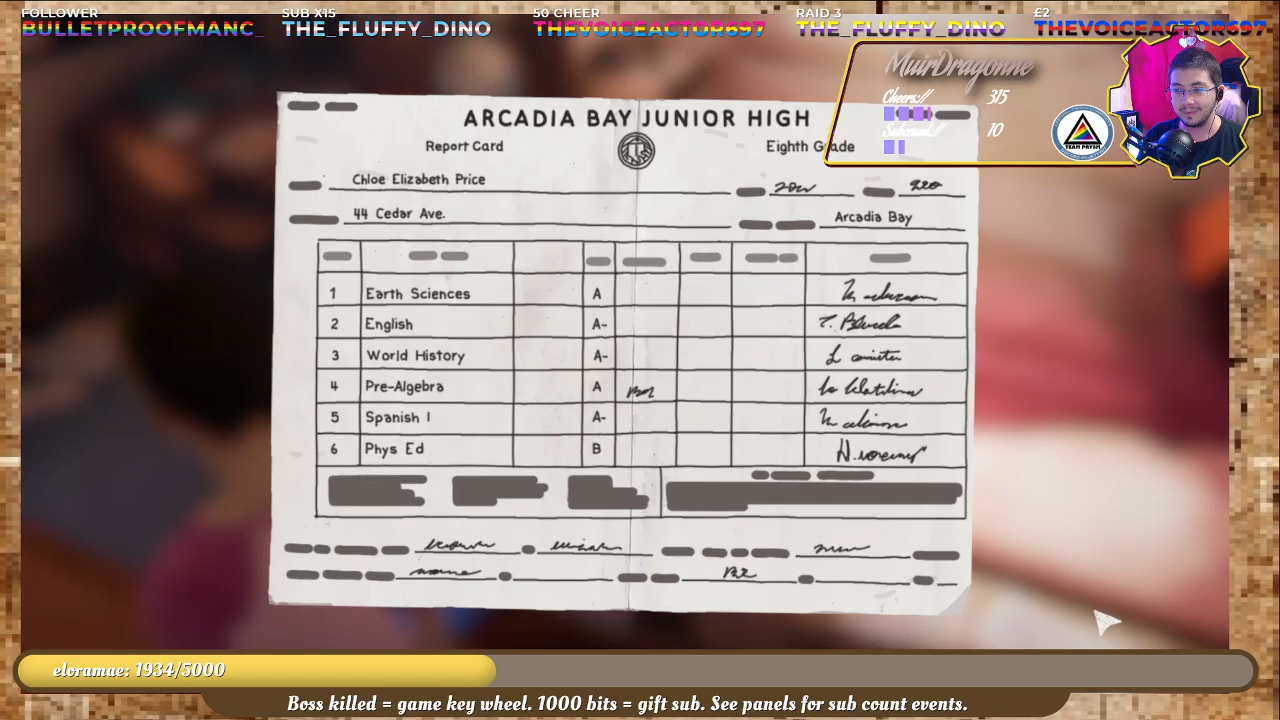 FOLLOWER
BULLETPROOFMANC_
SUB X15
THE_FLUFFY_DINO
50 CHEER
THEVOICEACTOR697
RAID 3
THE_FLUFFY_DINO
£2
THEVOICEACTOR697
MuirDragonne
Cheers// 315
Subcount// 10
TEAM PRYSM
ARCADIA BAY JUNIOR HIGH
Report Card Eighth Grade
Chloe Elizabeth Price
44 Cedar Ave. Arcadia Bay
1 Earth Sciences A
2 English A-
3 World History A-
4 Pre-Algebra A
5 Spanish I A-
6 Phys Ed B
eloramae: 1934/5000
Boss killed = game key wheel. 1000 bits = gift sub. See panels for sub count events.